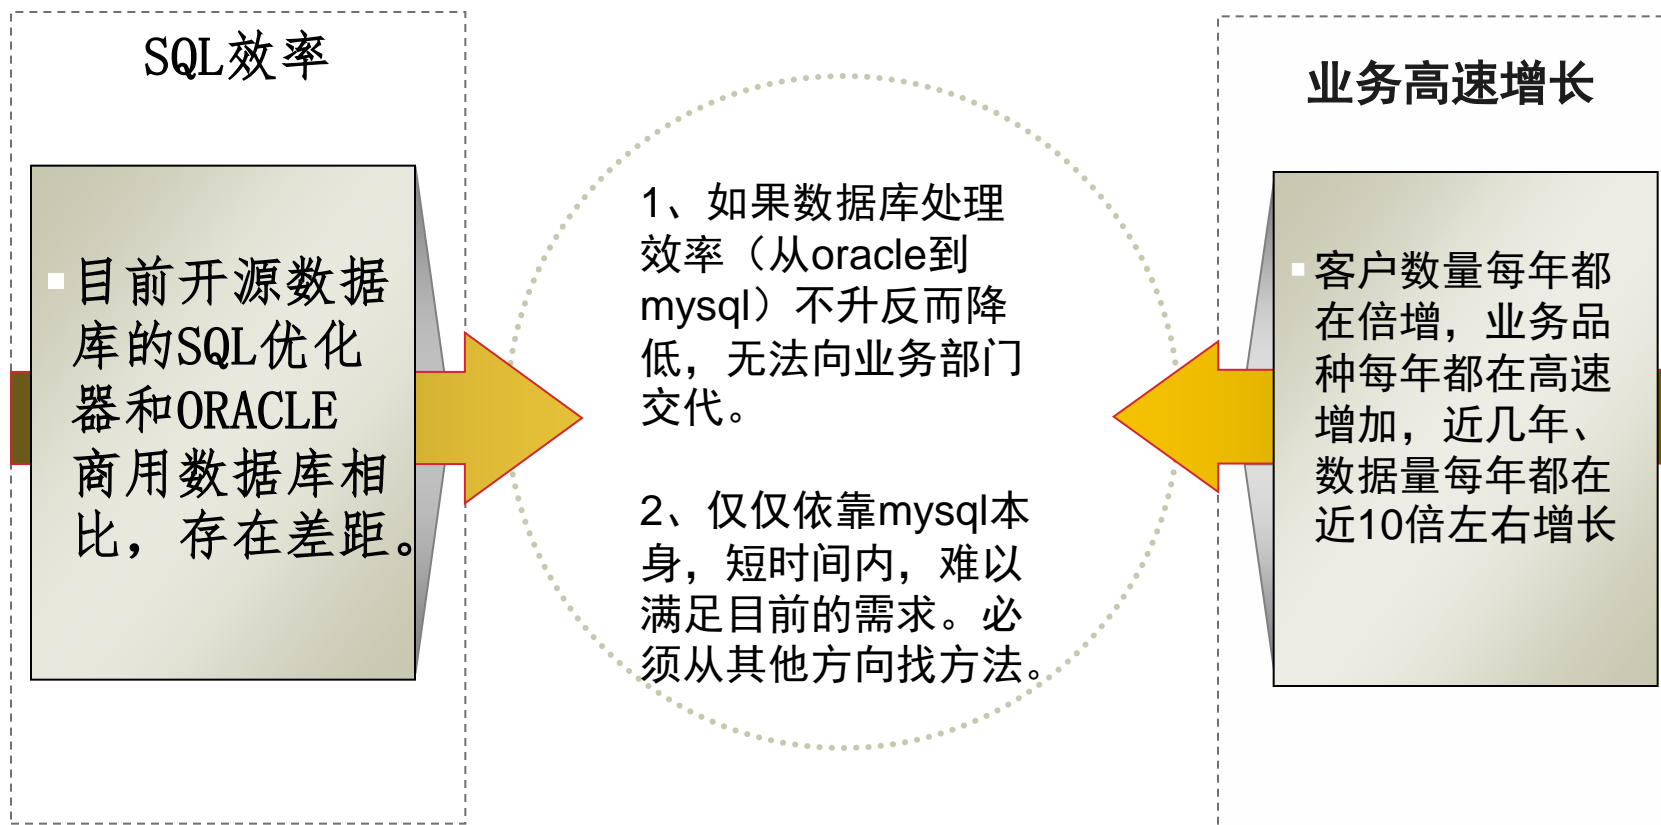 SQL效率
目前开源数据
库的SQL优化
器和ORACLE
商用数据库相
比，存在差距。
1、如果数据库处理
效率（从oracle到
mysql）不升反而降
低，无法向业务部门
交代。
2、仅仅依靠mysql本
身，短时间内，难以
满足目前的需求。必
须从其他方向找方法。
业务高速增长
客户数量每年都
在倍增，业务品
种每年都在高速
增加，近几年、
数据量每年都在
近10倍左右增长